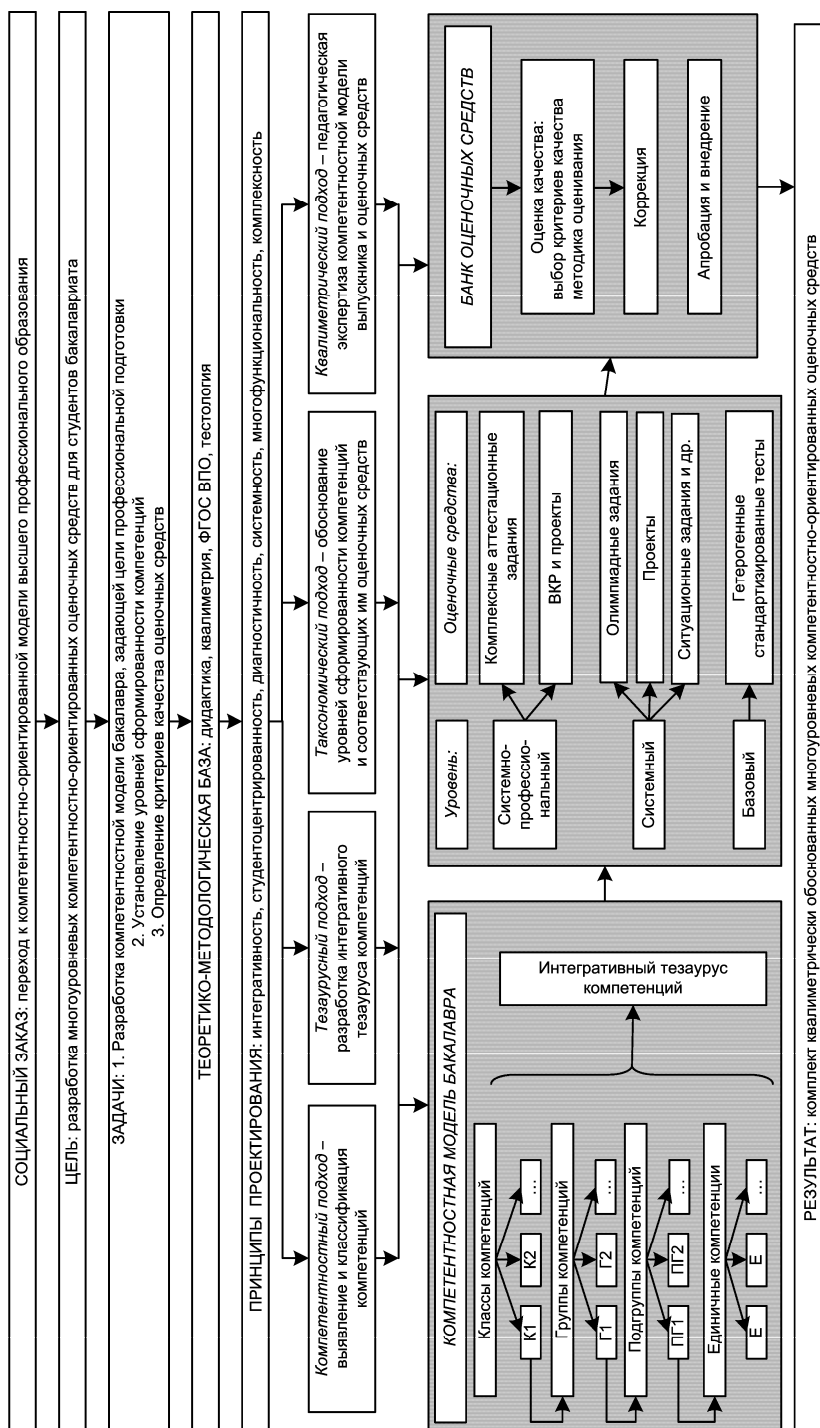 СОЦИАЛЬНЫЙ ЗАКАЗ: переход к компетентностно-ориентированной модели высшего профессионального образования
ЦЕЛЬ: разработка многоуровневых компетентностно-ориентированных оценочных средств для студентов бакалавриата
ЗАДАЧИ: 1. Разработка компетентностной модели бакалавра, задающей цели профессиональной подготовки
2. Установление уровней сформированности компетенций
3. Определение критериев качества оценочных средств
ТЕОРЕТИКО-МЕТОДОЛОГИЧЕСКАЯ БАЗА: дидактика, квалиметрия, ФГОС ВПО, тестология
ПРИНЦИПЫ ПРОЕКТИРОВАНИЯ: интегративность, студентоцентрированность, диагностичность, системность, многофункциональность, комплексность
Компетентностный подход –
выявление и классификация
компетенций
Тезаурусный подход –
разработка интегративного
тезауруса компетенций
Таксономический подход – обоснование
уровней сформированности компетенций
и соответствующих им оценочных средств
Квалиметрический подход – педагогическая
экспертиза компетентностной модели
выпускника и оценочных средств
КОМПЕТЕНТНОСТНАЯ МОДЕЛЬ БАКАЛАВРА
Классы компетенций
К1
К2
...
Группы компетенций
Г1
Г2
...
Подгруппы компетенций
ПГ1
ПГ2
...
Единичные компетенции
Е
Е
...
Интегративный тезаурус
компетенций
Уровень:
Оценочные средства:
Системно-
профессио-
нальный
Комплексные аттестационные
задания
ВКР и проекты
Системный
Олимпиадные задания
Проекты
Ситуационные задания и др.
Базовый
Гетерогенные
стандартизированные тесты
БАНК ОЦЕНОЧНЫХ СРЕДСТВ
Оценка качества:
выбор критериев качества
методика оценивания
Коррекция
Апробация и внедрение
РЕЗУЛЬТАТ: комплект квалиметрически обоснованных многоуровневых компетентностно-ориентированных оценочных средств